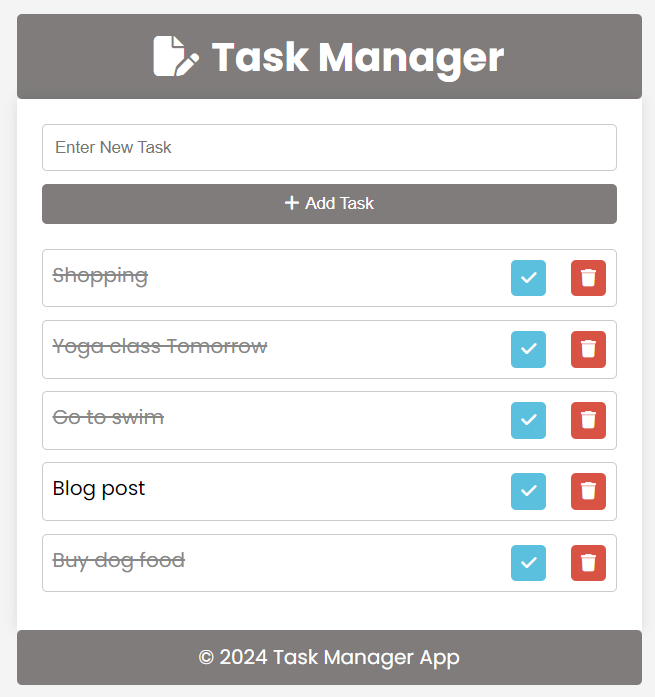 Task Manager
Enter New Task
Add Task
Shopping
Yoga class Tomorrow
Go to swim
Blog post
Buy dog food
© 2024 Task Manager App